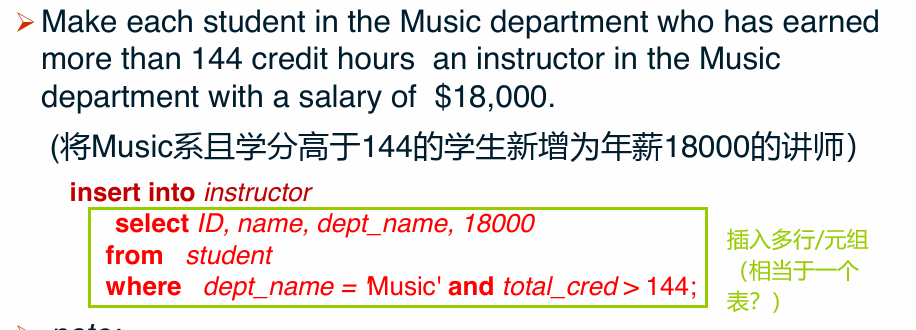 ➢ Make each student in the Music department who has earned
more than 144 credit hours an instructor in the Music
department with a salary of $18,000.
(将Music系且学分高于144的学生新增为年薪18000的讲师)
insert into instructor
select ID, name, dept_name, 18000
from student
where dept_name = 'Music' and total_cred > 144;
插入多行/元组
（相当于一个
表？）